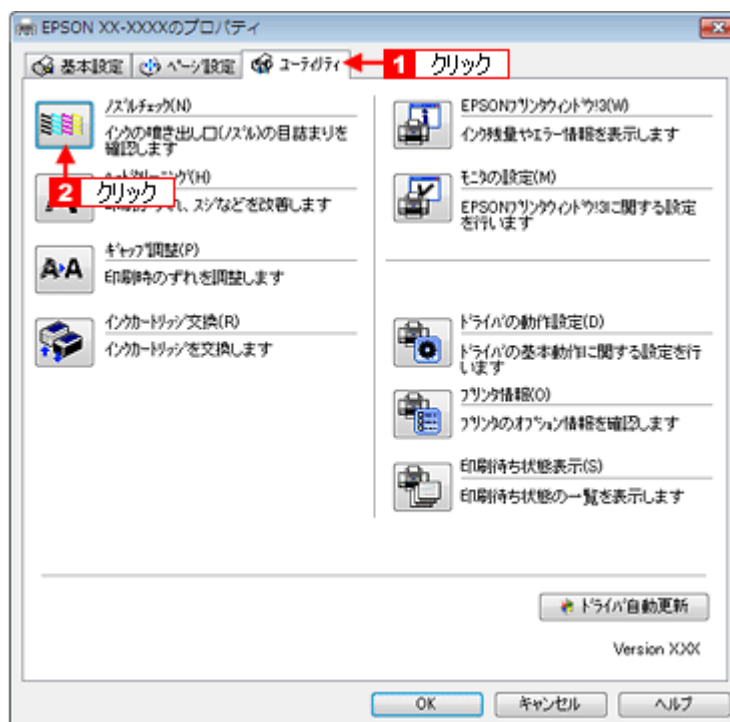 EPSON XX-XXXXのプロパティ
基本設定
ページ設定
ユーティリティ
1 クリック
ノズルチェック(N)
インクの噴き出し口(ノズル)の目詰まりを
確認します
2 クリック
グ(H)
、スジなどを改善します
ギャップ調整(P)
印刷時のずれを調整します
インクカートリッジ交換(R)
インクカートリッジを交換します
EPSONプリンタウィンドウ!3(W)
インク残量やエラー情報を表示します
モニタの設定(M)
EPSONプリンタウィンドウ!3に関する設定
を行います
ドライバの動作設定(D)
ドライバの基本動作に関する設定を行
います
プリンタ情報(O)
プリンタのオプション情報を確認します
印刷待ち状態表示(S)
印刷待ち状態の一覧を表示します
ドライバ自動更新
Version X.XX
OK
キャンセル
ヘルプ